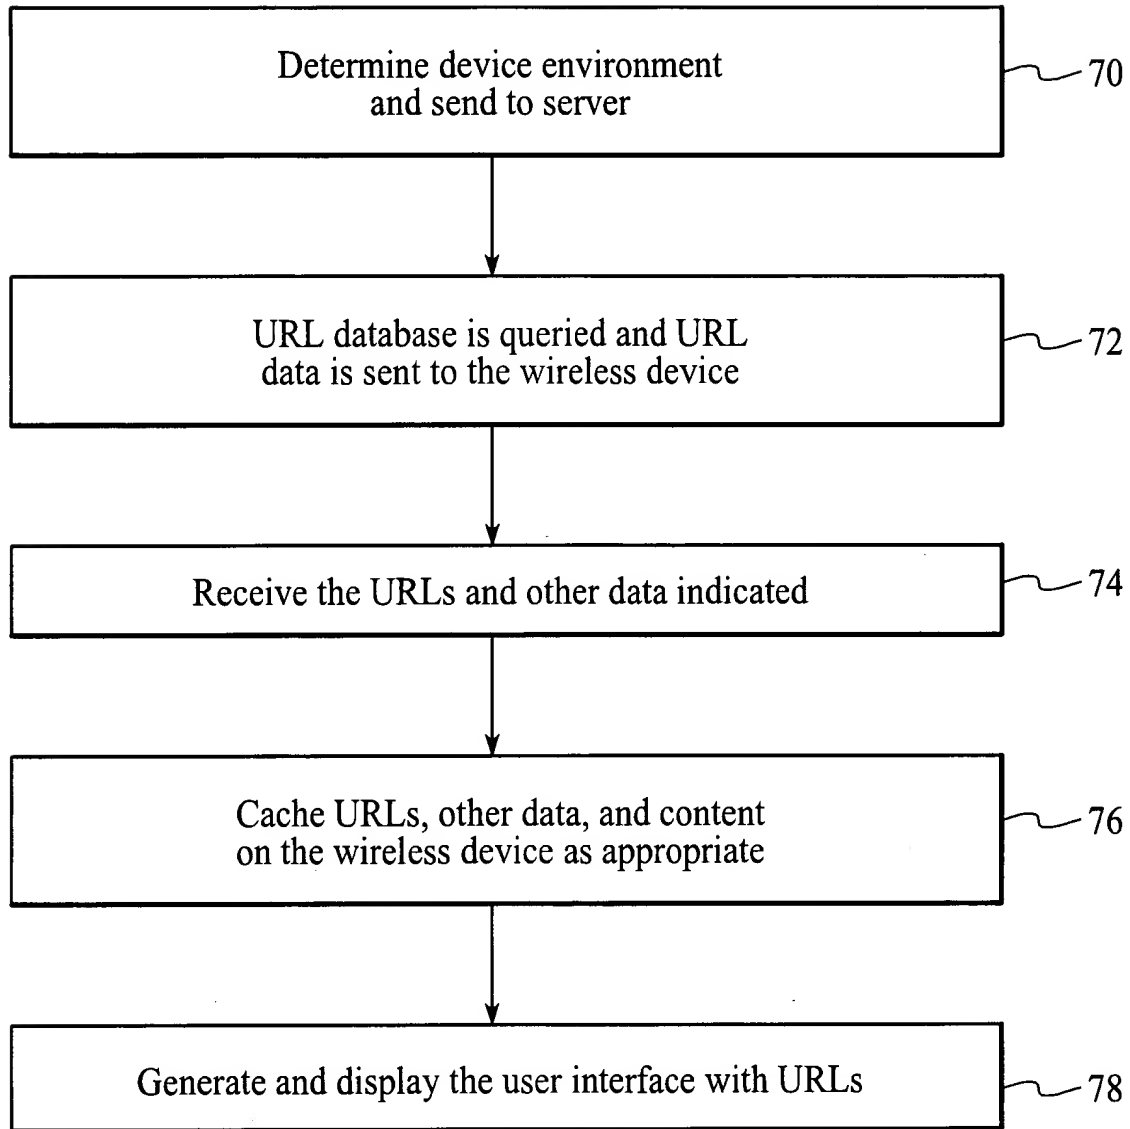 Determine device environment
and send to server
70
URL database is queried and URL
data is sent to the wireless device
72
Receive the URLs and other data indicated
74
Cache URLs, other data, and content
on the wireless device as appropriate
76
Generate and display the user interface with URLs
78